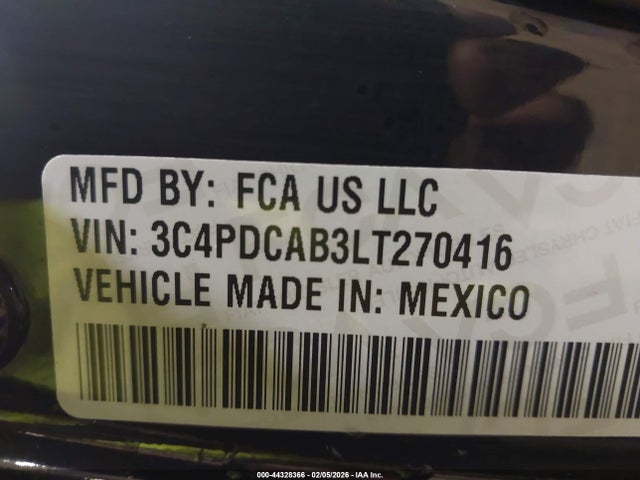 MFD BY: FCA US LLC
VIN: 3C4PDCAB3LT270416
VEHICLE MADE IN: MEXICO
000-44328366 - 02/05/2026 - IAA Inc.